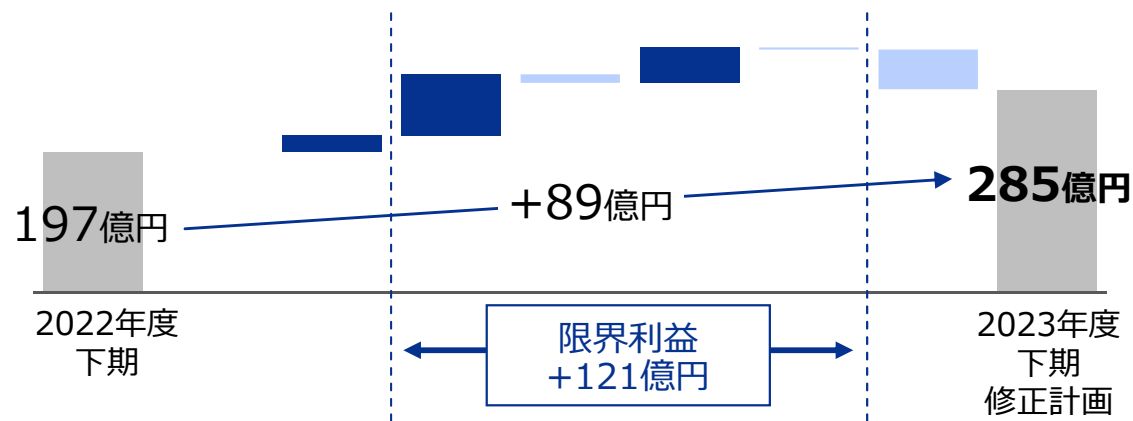 197億円
+89億円
285億円
2022年度
下期
限界利益
+121億円
2023年度
下期
修正計画